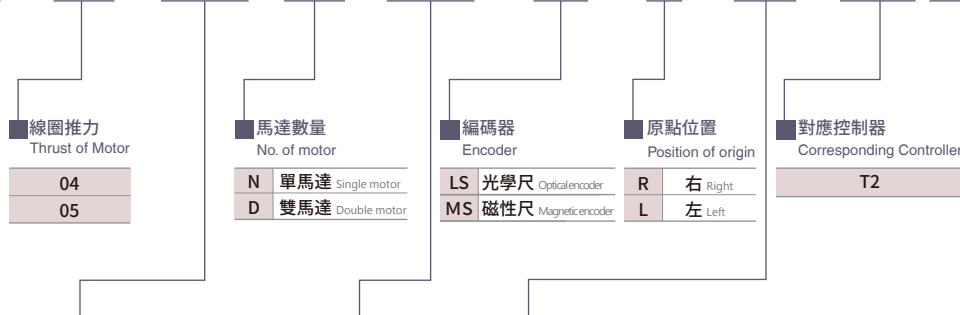 線圈推力
Thrust of Motor
04
05
馬達數量
No. of motor
N 單馬達 Single motor
D 雙馬達 Double motor
編碼器
Encoder
LS 光學尺 Opticalencoder
MS 磁性尺 Magneticencoder
原點位置
Position of origin
R 右 Right
L 左 Left
對應控制器
Corresponding Controller
T2